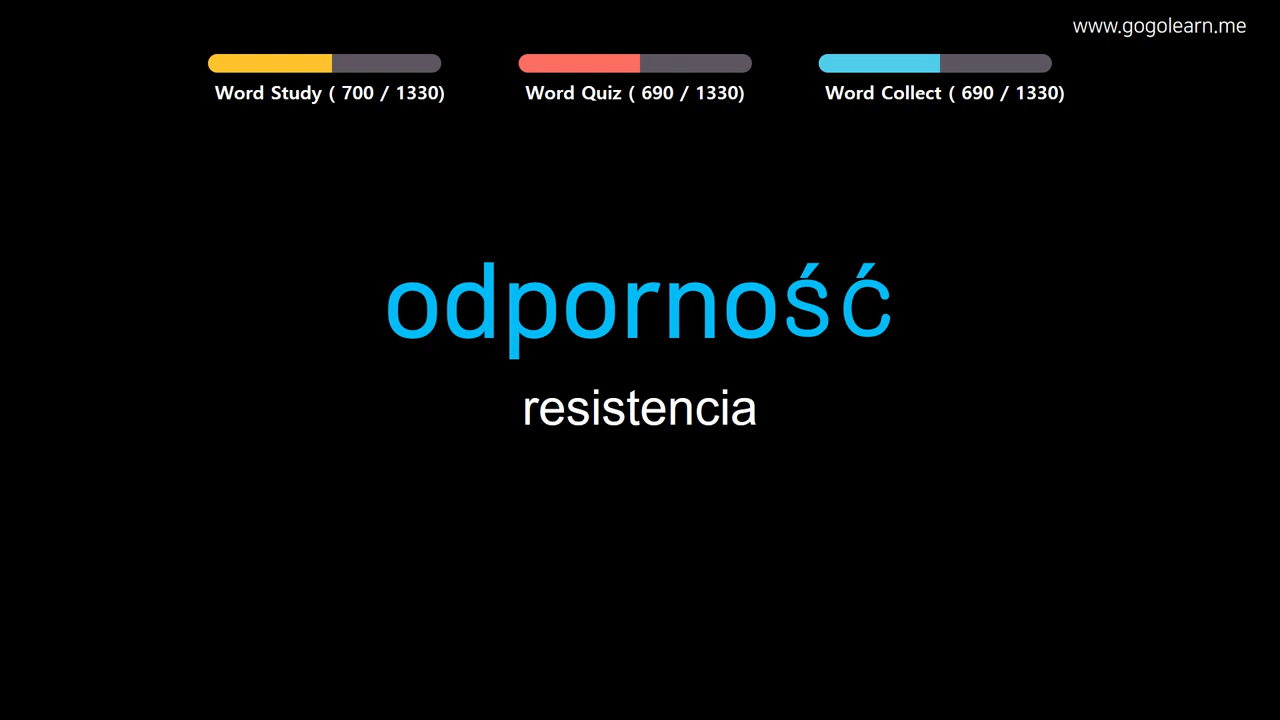 www.gogolearn.me
Word Study ( 700 / 1330)
Word Quiz ( 690 / 1330)
Word Collect ( 690 / 1330)
odporność
resistencia